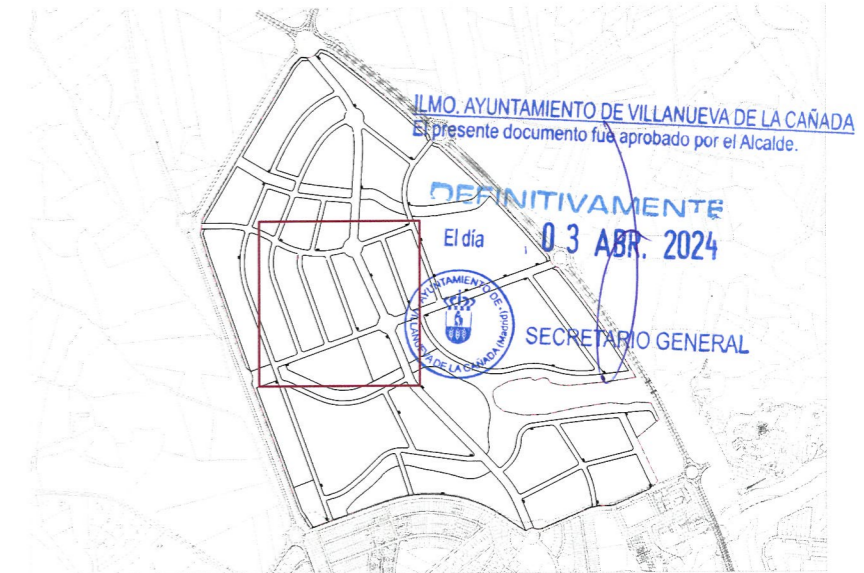 ILMO. AYUNTAMIENTO DE VILLANUEVA DE LA CAÑADA
El presente documento fue aprobado por el Alcalde.
DEFINITIVAMENTE
El día 03 ABR. 2024
AYUNTAMIENTO DE
VILLANUEVA DE LA CAÑADA (Madrid)
SECRETARIO GENERAL